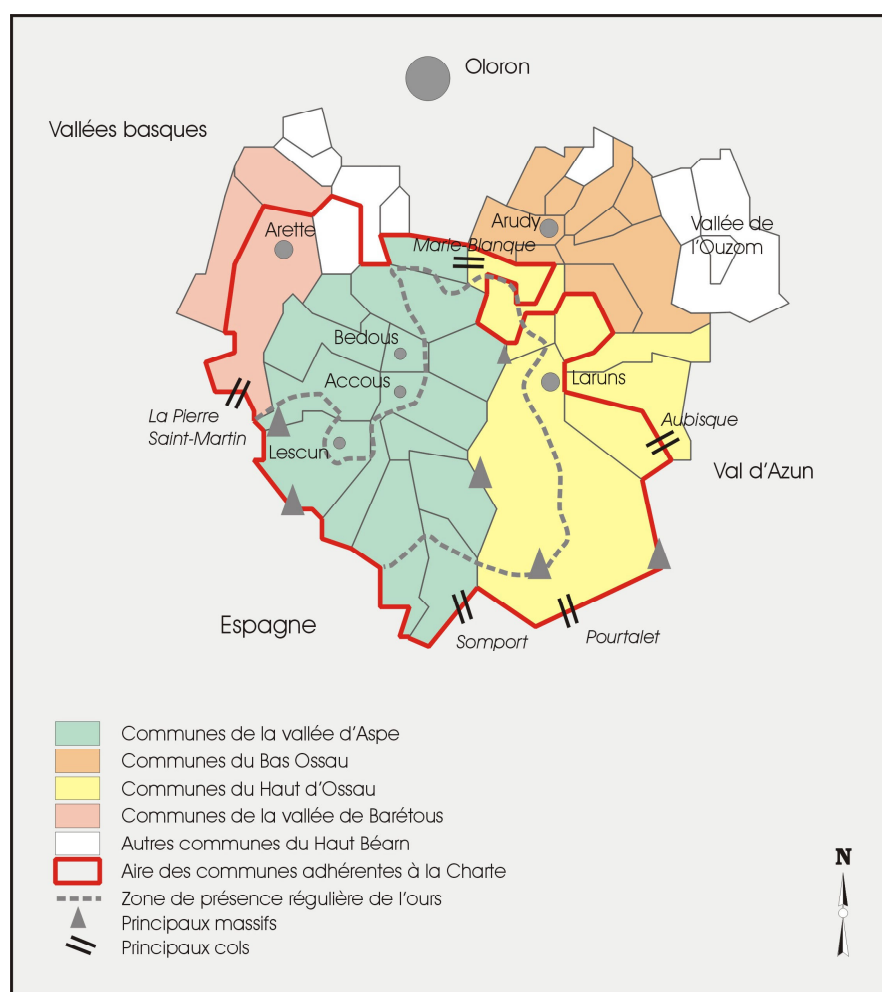 Oloron
Vallées basques
Arudy
Vallée de
l'Ouzom
Arette
Marie-Blanque
Bedous
Accous
Laruns
La Pierre
Saint-Martin
Aubisque
Lescun
Val d'Azun
Espagne
Somport
Pourtalet
Communes de la vallée d'Aspe
Communes du Bas Ossau
Communes du Haut d'Ossau
Communes de la vallée de Barétous
Autres communes du Haut Béarn
Aire des communes adhérentes à la Charte
Zone de présence régulière de l'ours
Principaux massifs
Principaux cols
N